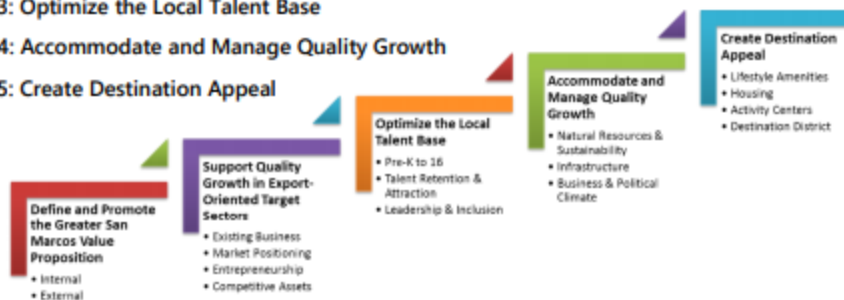 3: Optimize the Local Talent Base
4: Accommodate and Manage Quality Growth
5: Create Destination Appeal
Define and Promote
the Greater San
Marcos Value
Proposition
• Internal
• External
Support Quality
Growth in Export-
Oriented Target
Sectors
• Existing Business
• Market Positioning
• Entrepreneurship
• Competitive Assets
Optimize the Local
Talent Base
• Pre-K to 16
• Talent Retention &
Attraction
• Leadership & Inclusion
Accommodate and
Manage Quality
Growth
• Natural Resources &
Sustainability
• Infrastructure
• Business & Political
Climate
Create Destination
Appeal
• Lifestyle Amenities
• Housing
• Activity Centers
• Destination District